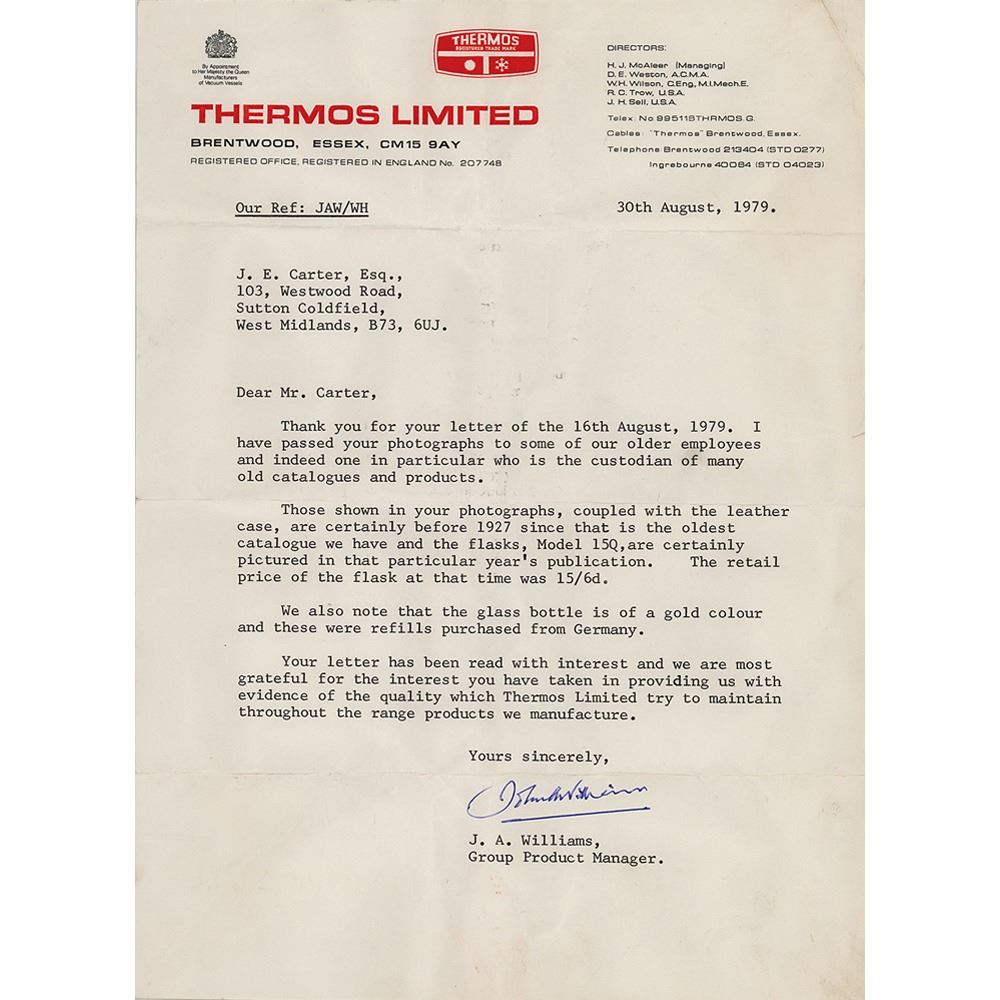 By Appointment
to Her Majesty the Queen
Manufacturers
of Vacuum Vessels
THERMOS
REGISTERED TRADE MARK
THERMOS LIMITED
BRENTWOOD, ESSEX, CM15 9AY
REGISTERED OFFICE, REGISTERED IN ENGLAND No. 207748
DIRECTORS:
H. J. McAleer (Managing)
D. E. Weston, A.C.M.A.
W.H. Wilson, C.Eng., M.I.Mech.E.
R. C. Trow, U.S.A.
J. H. Sell, U.S.A.
Telex: No 995118THRMOS.G.
Cables: "Thermos" Brentwood, Essex.
Telephone Brentwood 213404 (STD 0277)
Ingrebourne 40084 (STD 04023)
Our Ref: JAW/WH
30th August, 1979.
J. E. Carter, Esq.,
103, Westwood Road,
Sutton Coldfield,
West Midlands, B73, 6UJ.
Dear Mr. Carter,
Thank you for your letter of the 16th August, 1979. I
have passed your photographs to some of our older employees
and indeed one in particular who is the custodian of many
old catalogues and products.
Those shown in your photographs, coupled with the leather
case, are certainly before 1927 since that is the oldest
catalogue we have and the flasks, Model 15Q,are certainly
pictured in that particular year's publication. The retail
price of the flask at that time was 15/6d.
We also note that the glass bottle is of a gold colour
and these were refills purchased from Germany.
Your letter has been read with interest and we are most
grateful for the interest you have taken in providing us with
evidence of the quality which Thermos Limited try to maintain
throughout the range products we manufacture.
Yours sincerely,
J. A. Williams,
Group Product Manager.